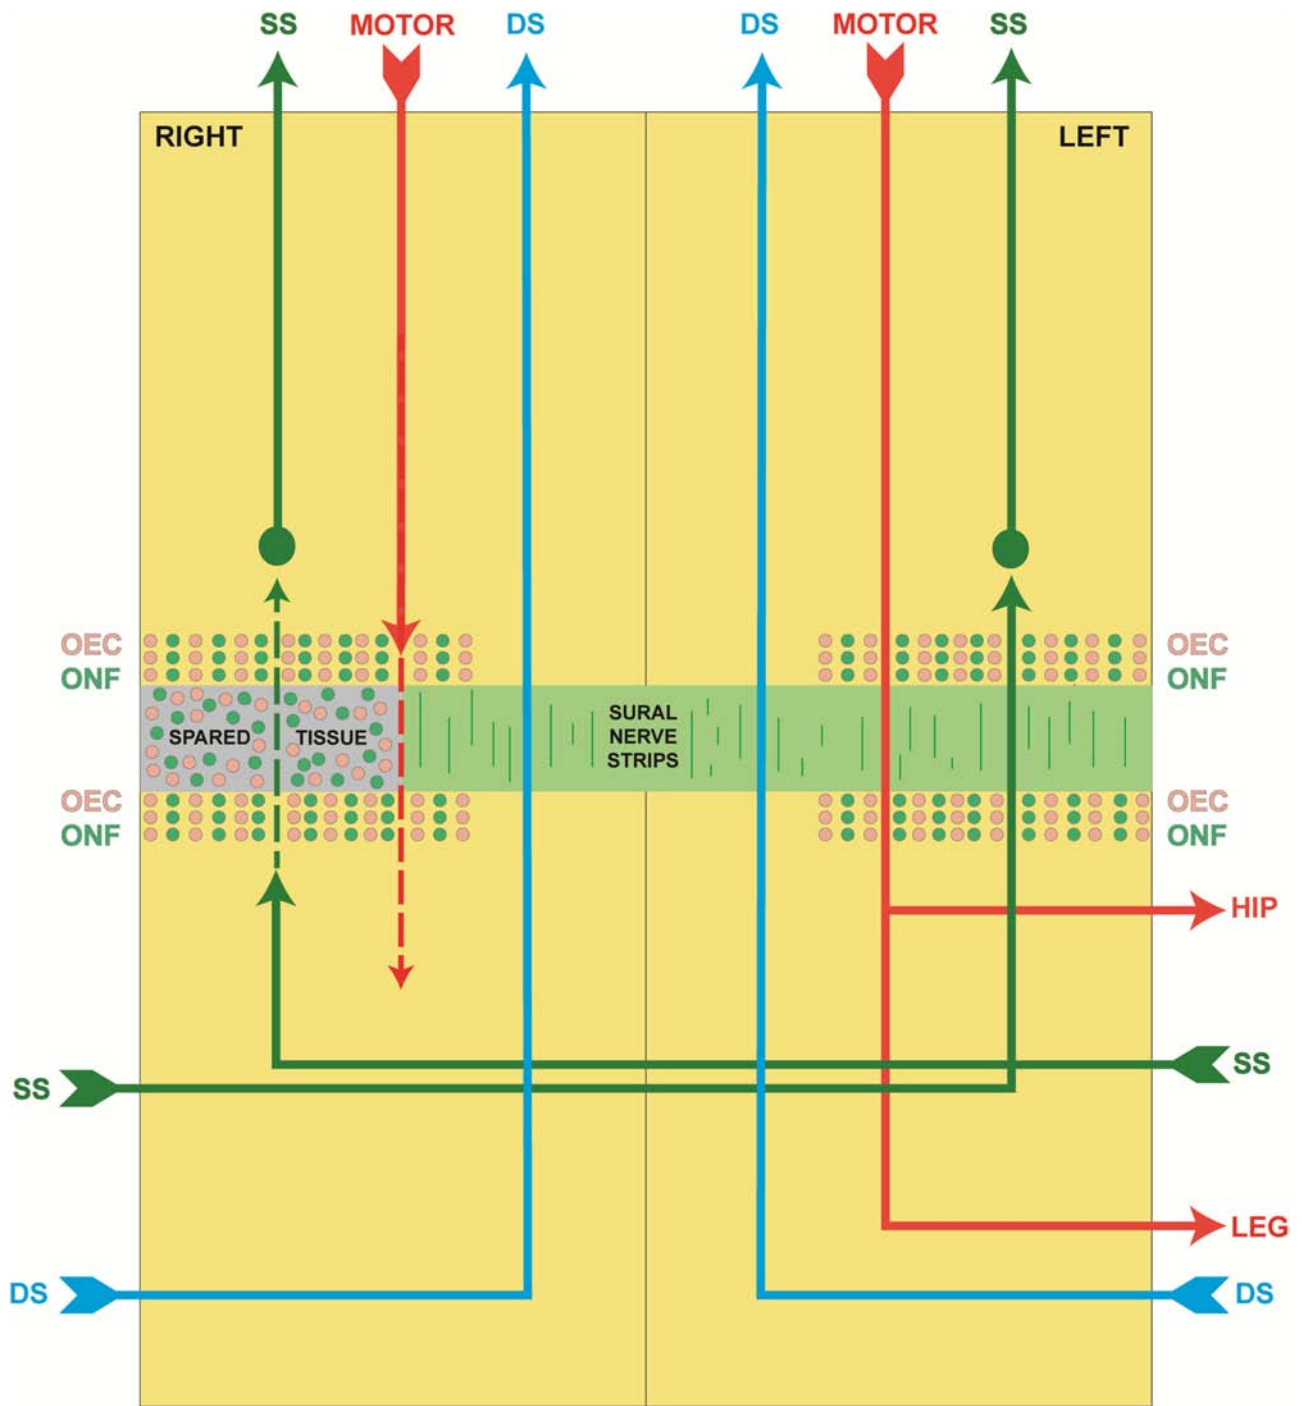 SS MOTOR DS DS MOTOR SS
RIGHT LEFT
OEC OEC
ONF ONF
SPARED TISSUE
SURAL
NERVE
STRIPS
OEC OEC
ONF ONF
HIP
SS
SS
LEG
DS DS